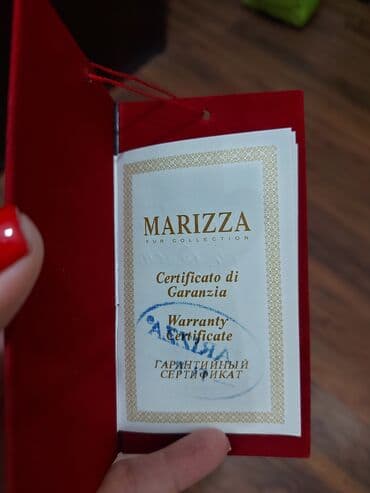 MARIZZA
FUR COLLECTION
Certificato di
Garanzia
Warranty
Certificate
ГАРАНТИЙНЫЙ
СЕРТИФИКАТ